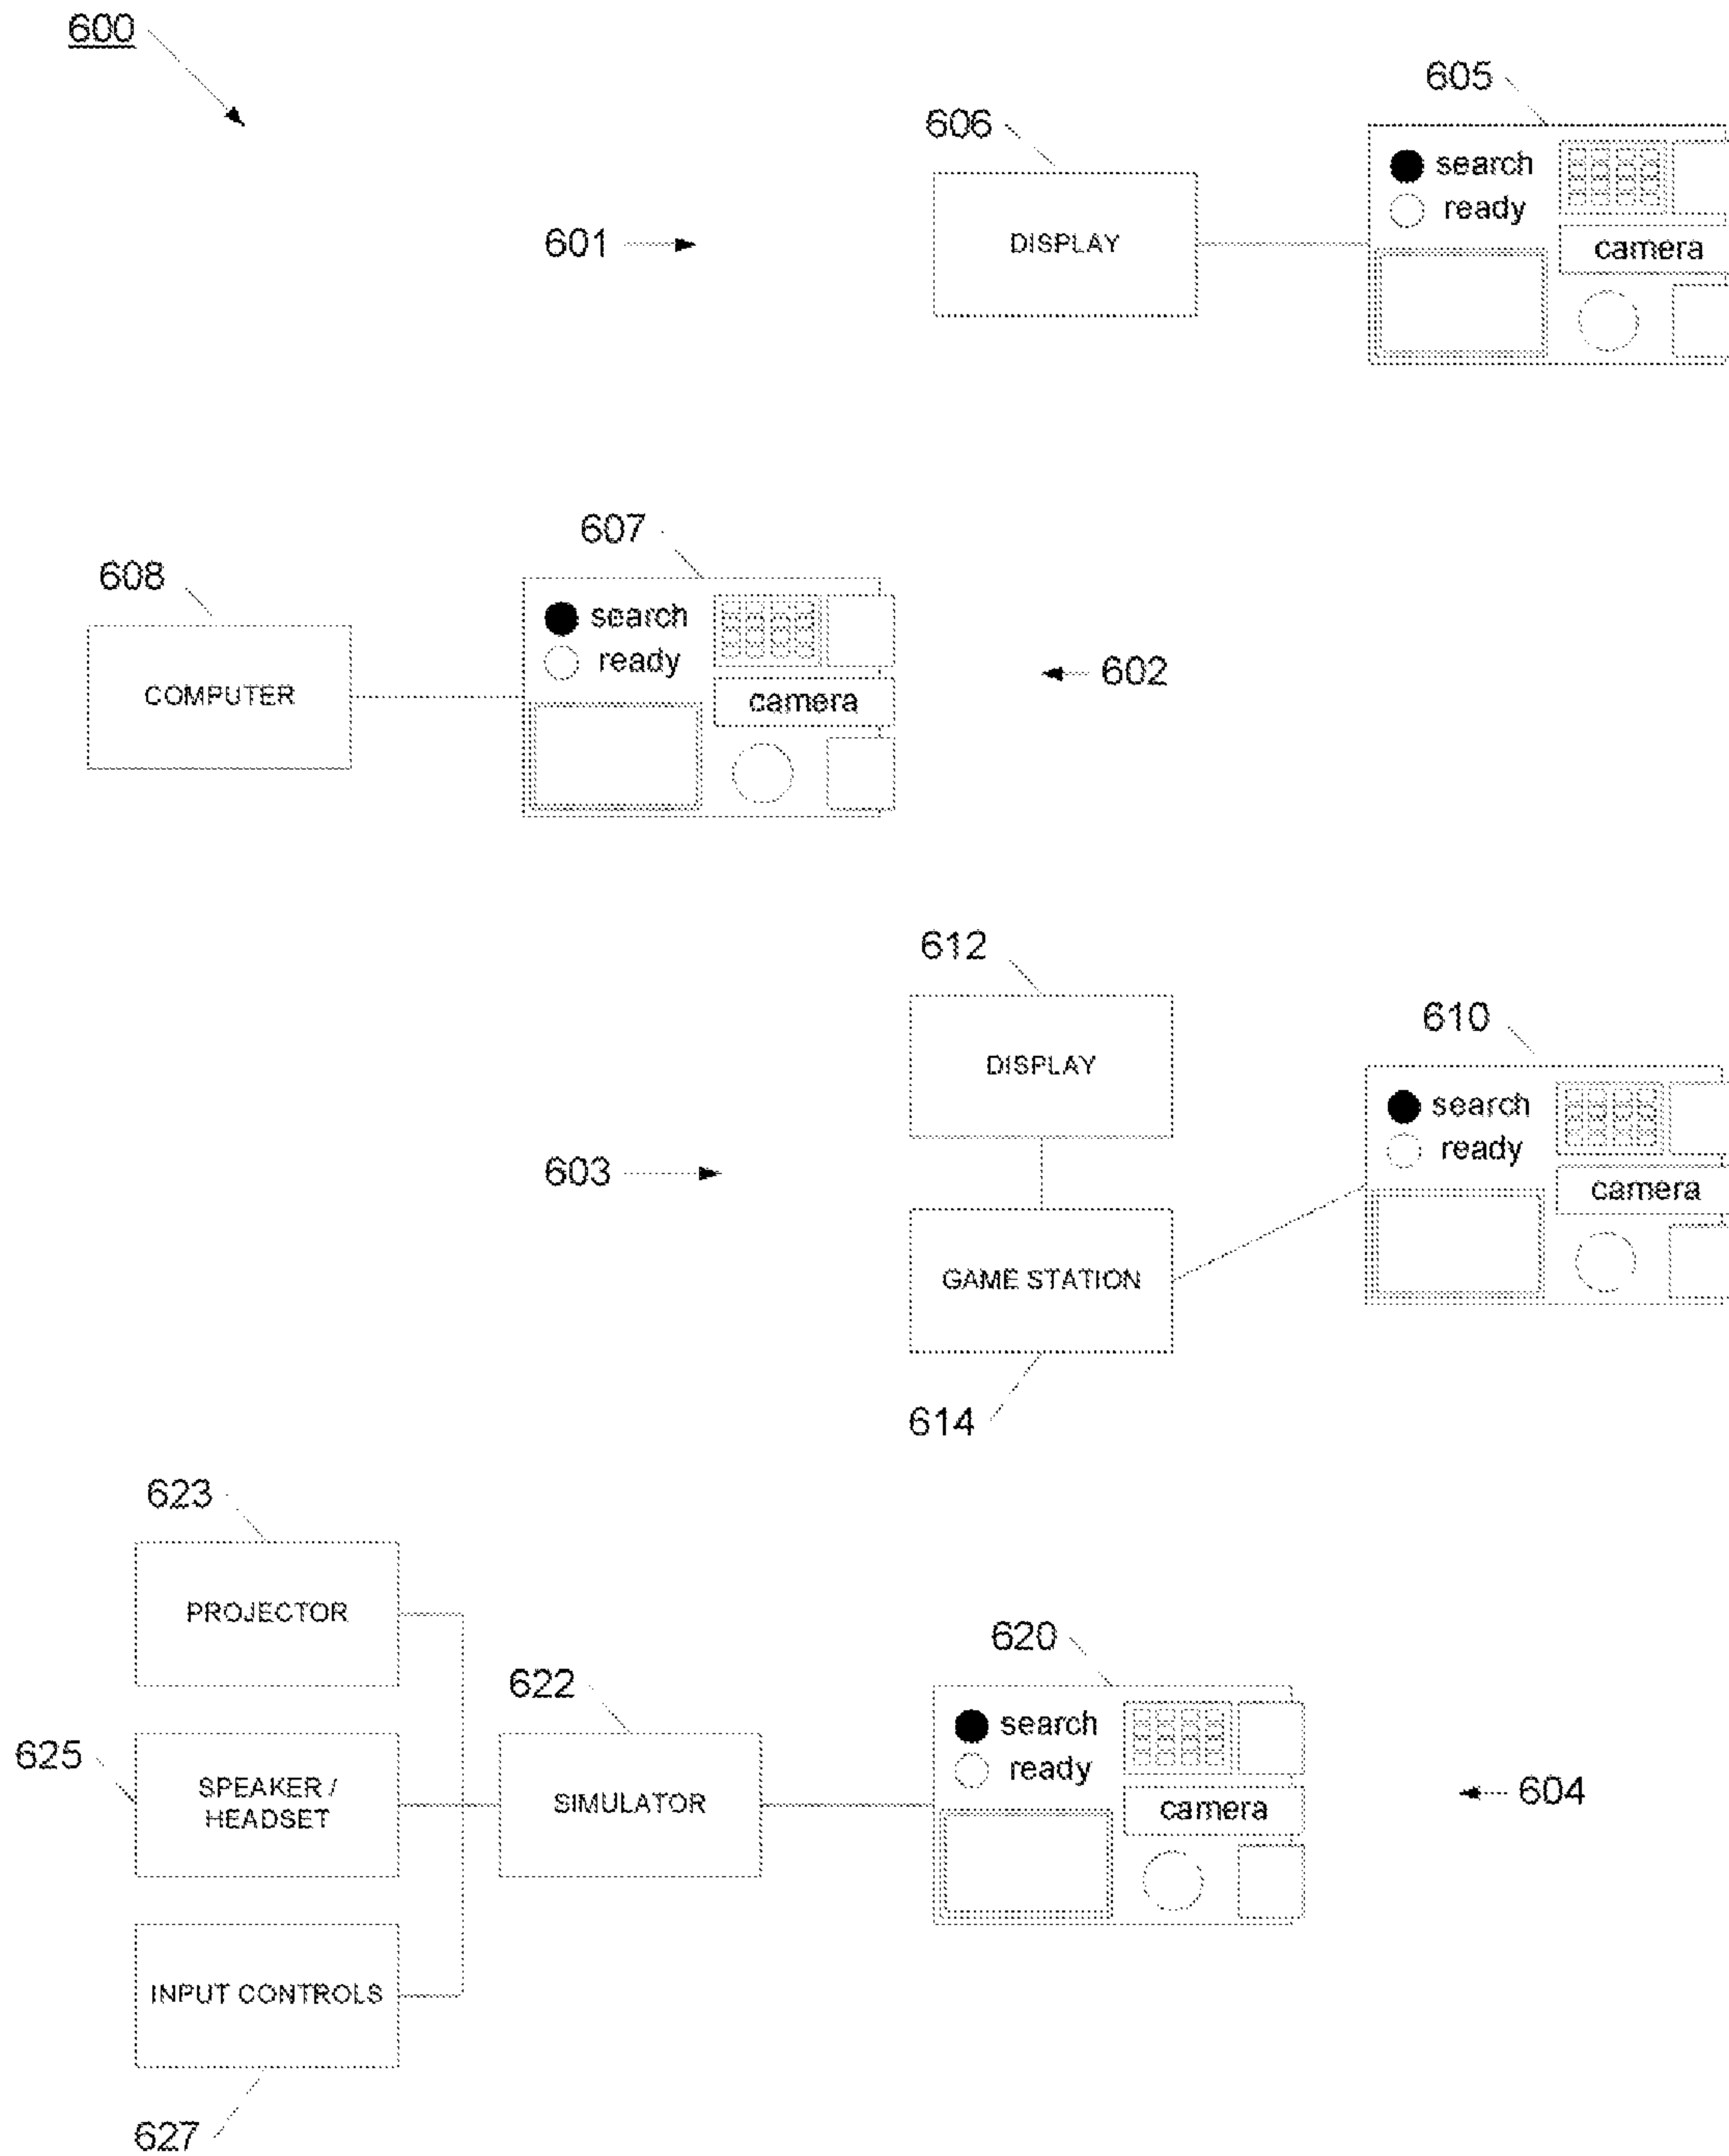 600
605
606
search
ready
camera
601
DISPLAY
607
608
search
ready
camera
602
COMPUTER
612
610
DISPLAY
search
ready
camera
603
GAME STATION
614
623
PROJECTOR
620
622
search
ready
camera
625
SPEAKER /
HEADSET
SIMULATOR
604
INPUT CONTROLS
627